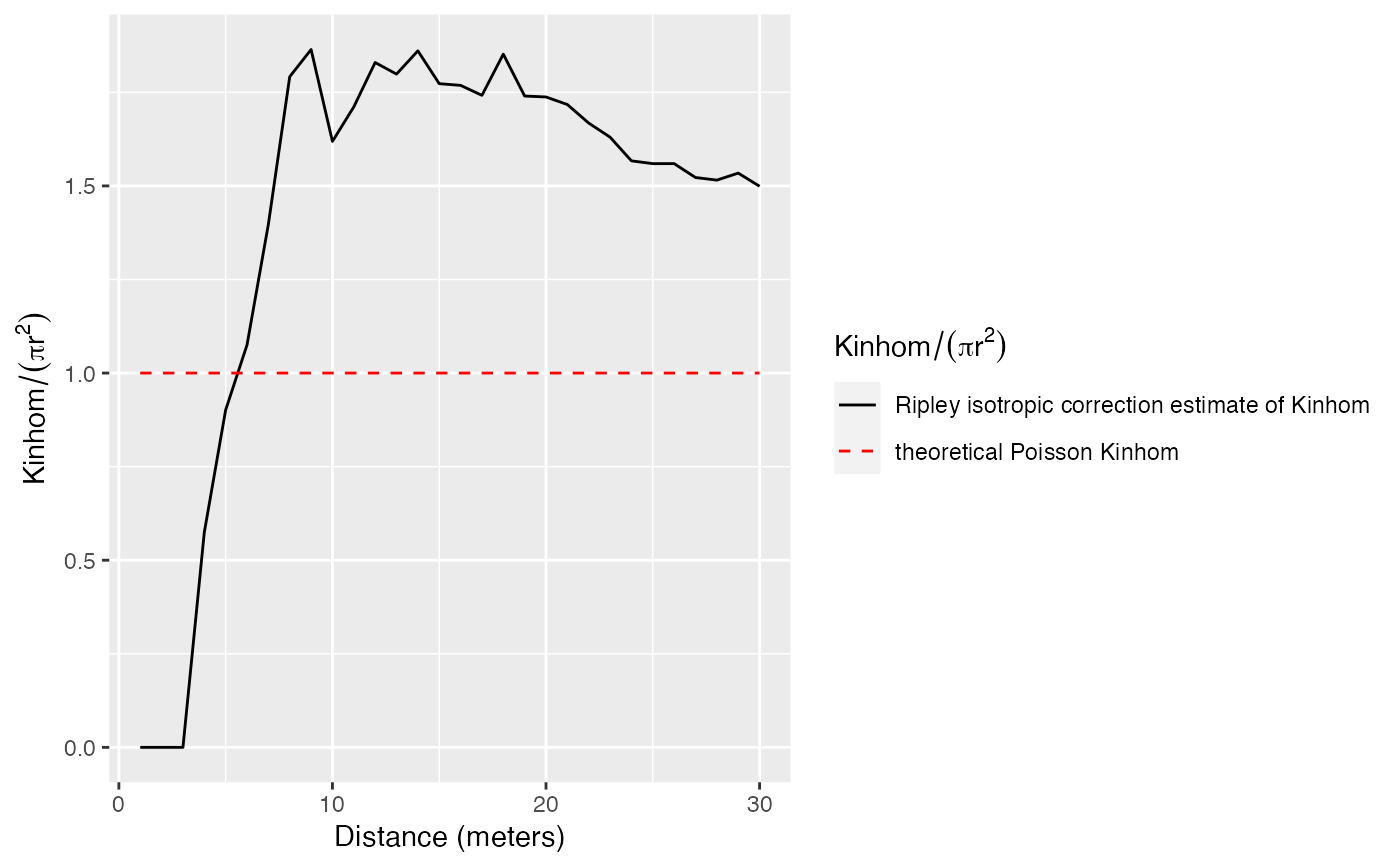 Kinhom/(πr²)
1.5
1.0
0.5
0.0
0 10 20 30
Distance (meters)
Kinhom/(πr²)
Ripley isotropic correction estimate of Kinhom
theoretical Poisson Kinhom